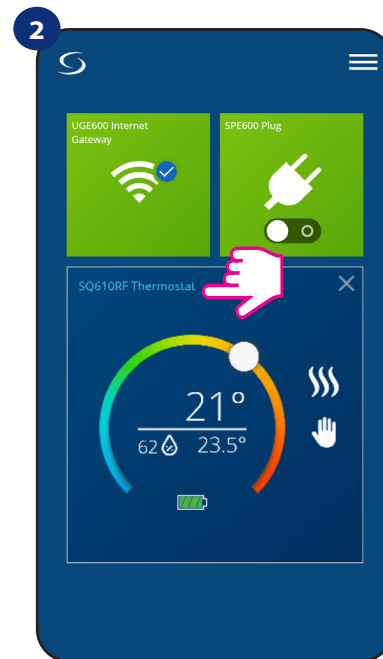 2
UGE600 Internet
Gateway
SPE600 Plug
SQ610RF Thermostat
21°
62 23.5°